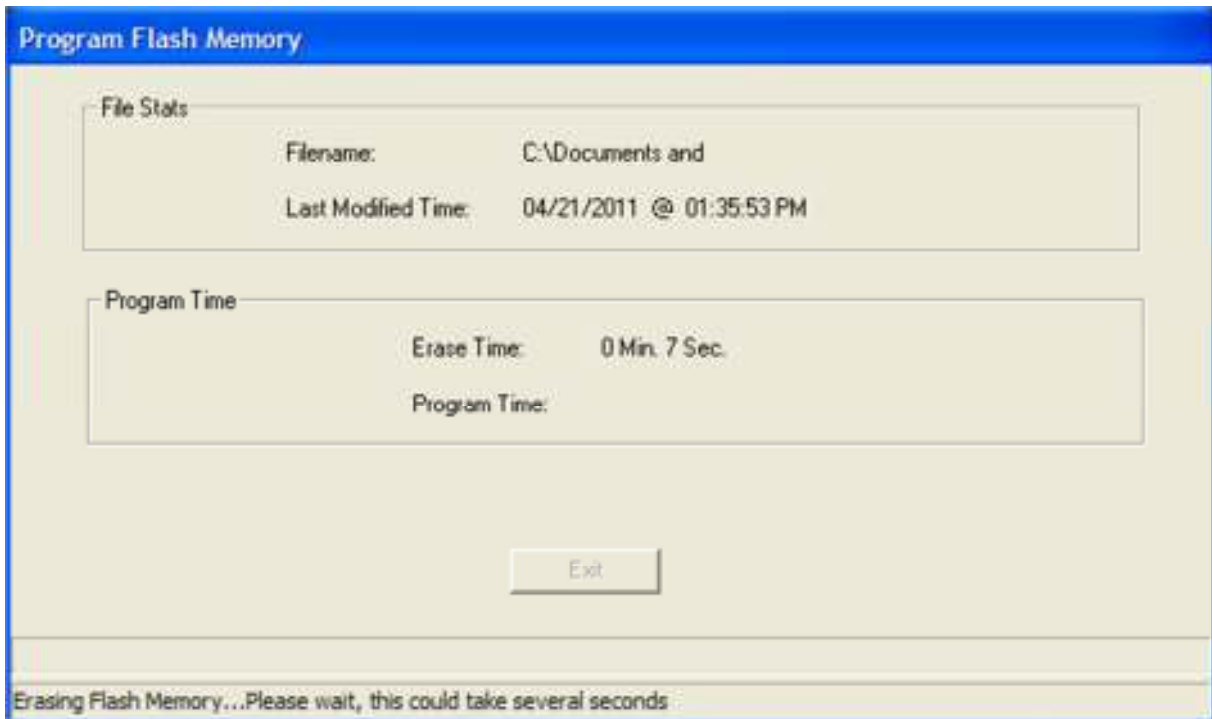 Program Flash Memory
File Stats
Filename: C:\Documents and
Last Modified Time: 04/21/2011 @ 01:35:53 PM
Program Time
Erase Time: 0 Min. 7 Sec.
Program Time:
Exit
Erasing Flash Memory...Please wait, this could take several seconds